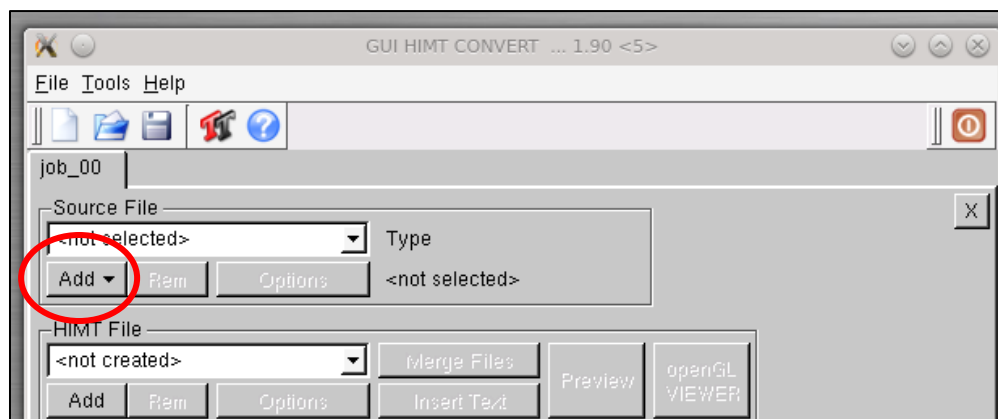 GUI HIMT CONVERT ... 1.90 <5>
File Tools Help
job_00
Source File
X
<not selected> Type
Add Rem Options <not selected>
HIMT File
<not created> Merge Files Preview openGL VIEWER
Add Rem Options Insert Text